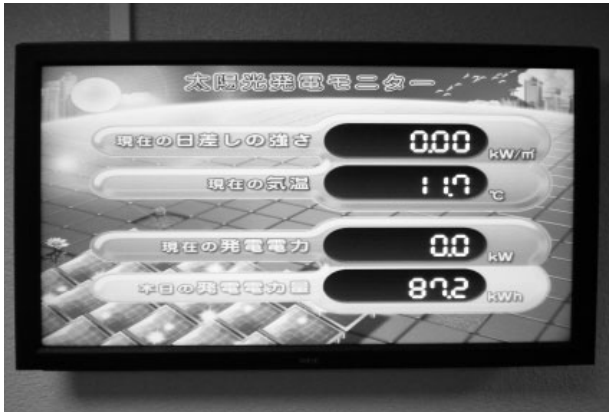 太陽光発電モニター
現在の日差しの強さ 0.00 kW/㎡
現在の気温 11.7 ℃
現在の発電電力 0.0 kW
本日の発電電力量 87.2 kWh